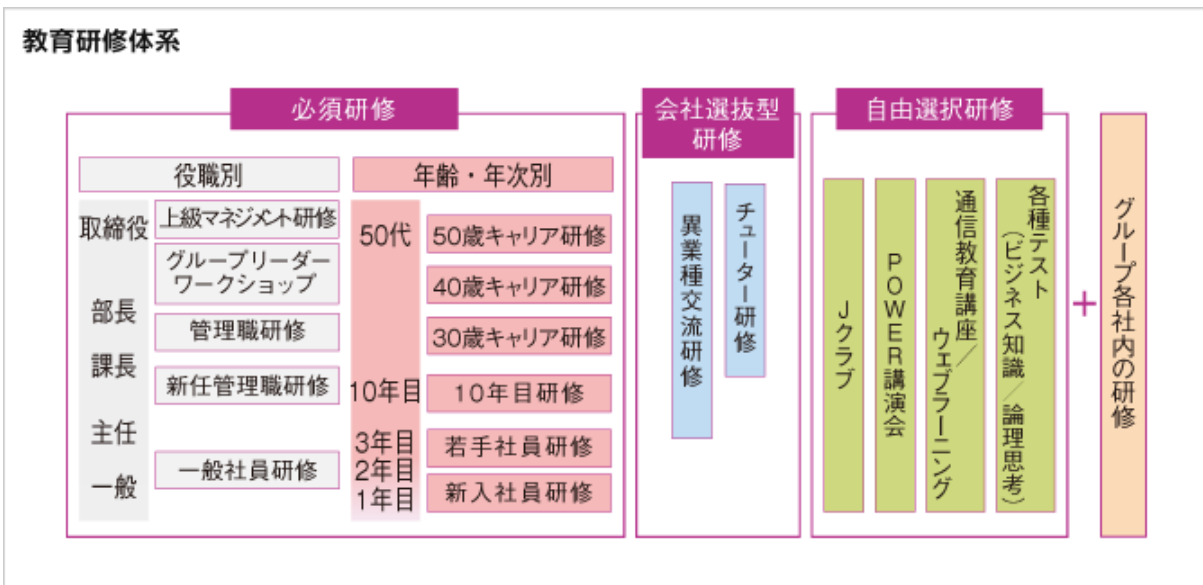 教育研修体系
必須研修
役職別
取締役
部長
課長
主任
一般
上級マネジメント研修
グループリーダー
ワークショップ
管理職研修
新任管理職研修
一般社員研修
年齢・年次別
50代
10年目
3年目
2年目
1年目
50歳キャリア研修
40歳キャリア研修
30歳キャリア研修
10年目研修
若手社員研修
新入社員研修
会社選抜型
研修
異業種交流研修
チューター研修
自由選択研修
Jクラブ
POWER講演会
通信教育講座／
ウェブラーニング
各種テスト
（ビジネス知識／論理思考）
+
グループ各社内の研修